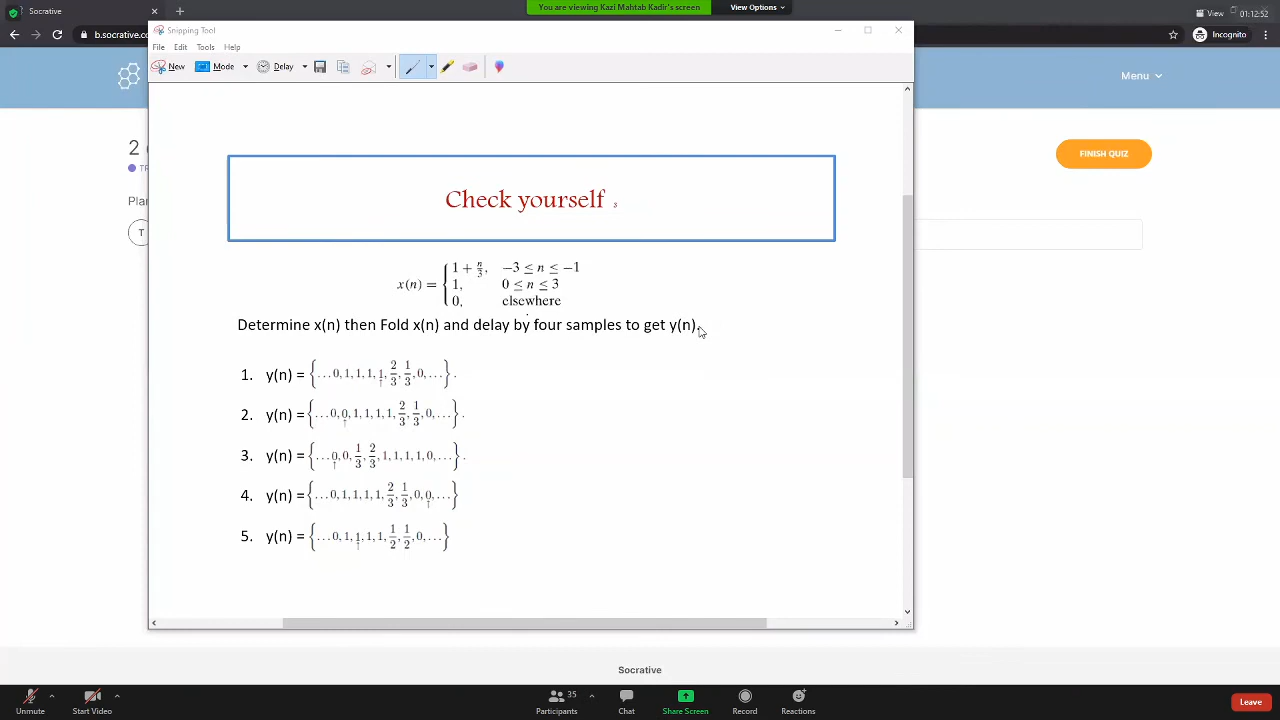 Socrative
You are viewing Kazi Mahtab Kadir's screen
View Options
View
01:12:52
b.socrative.co
Incognito
Snipping Tool
File Edit Tools Help
New Mode Delay
Menu
2
TR
FINISH QUIZ
Plan
T
Check yourself s
x(n) = { 1 + n/3, −3 ≤ n ≤ −1
1, 0 ≤ n ≤ 3
0, elsewhere
Determine x(n) then Fold x(n) and delay by four samples to get y(n).
1. y(n) = { ...0, 1, 1, 1, 1↑, 2/3, 1/3, 0, ... }.
2. y(n) = { ...0, 0↑, 1, 1, 1, 1, 2/3, 1/3, 0, ... }.
3. y(n) = { ...0↑, 0, 1/3, 2/3, 1, 1, 1, 1, 0, ... }.
4. y(n) = { ...0, 1, 1, 1, 1, 2/3, 1/3, 0, 0↑, ... }
5. y(n) = { ...0, 1, 1↑, 1, 1, 1/2, 1/2, 0, ... }
Socrative
35
Unmute Start Video Participants Chat Share Screen Record Reactions Leave